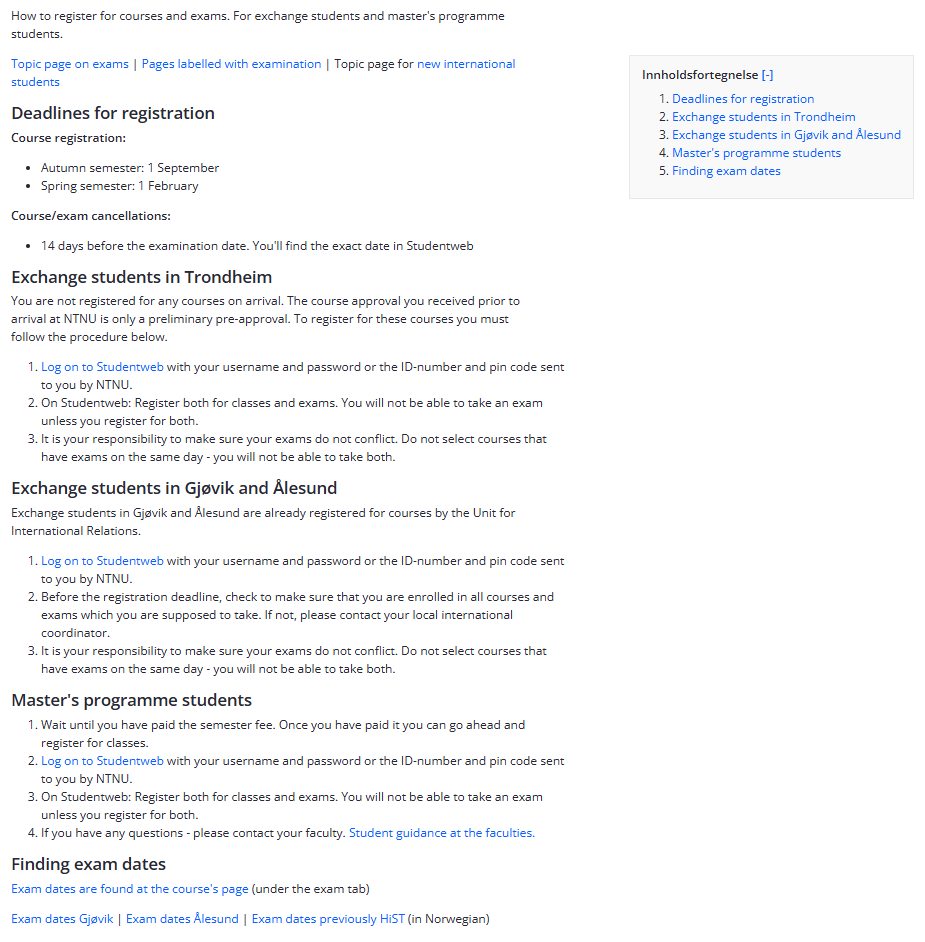 How to register for courses and exams. For exchange students and master's programme
students.
Topic page on exams | Pages labelled with examination | Topic page for new international
students
Innholdsfortegnelse [-]
1. Deadlines for registration
2. Exchange students in Trondheim
3. Exchange students in Gjøvik and Ålesund
4. Master's programme students
5. Finding exam dates
Deadlines for registration
Course registration:
• Autumn semester: 1 September
• Spring semester: 1 February
Course/exam cancellations:
• 14 days before the examination date. You'll find the exact date in Studentweb
Exchange students in Trondheim
You are not registered for any courses on arrival. The course approval you received prior to
arrival at NTNU is only a preliminary pre-approval. To register for these courses you must
follow the procedure below.
1. Log on to Studentweb with your username and password or the ID-number and pin code sent
to you by NTNU.
2. On Studentweb: Register both for classes and exams. You will not be able to take an exam
unless you register for both.
3. It is your responsibility to make sure your exams do not conflict. Do not select courses that
have exams on the same day - you will not be able to take both.
Exchange students in Gjøvik and Ålesund
Exchange students in Gjøvik and Ålesund are already registered for courses by the Unit for
International Relations.
1. Log on to Studentweb with your username and password or the ID-number and pin code sent
to you by NTNU.
2. Before the registration deadline, check to make sure that you are enrolled in all courses and
exams which you are supposed to take. If not, please contact your local international
coordinator.
3. It is your responsibility to make sure your exams do not conflict. Do not select courses that
have exams on the same day - you will not be able to take both.
Master's programme students
1. Wait until you have paid the semester fee. Once you have paid it you can go ahead and
register for classes.
2. Log on to Studentweb with your username and password or the ID-number and pin code sent
to you by NTNU.
3. On Studentweb: Register both for classes and exams. You will not be able to take an exam
unless you register for both.
4. If you have any questions - please contact your faculty. Student guidance at the faculties.
Finding exam dates
Exam dates are found at the course's page (under the exam tab)
Exam dates Gjøvik | Exam dates Ålesund | Exam dates previously HiST (in Norwegian)